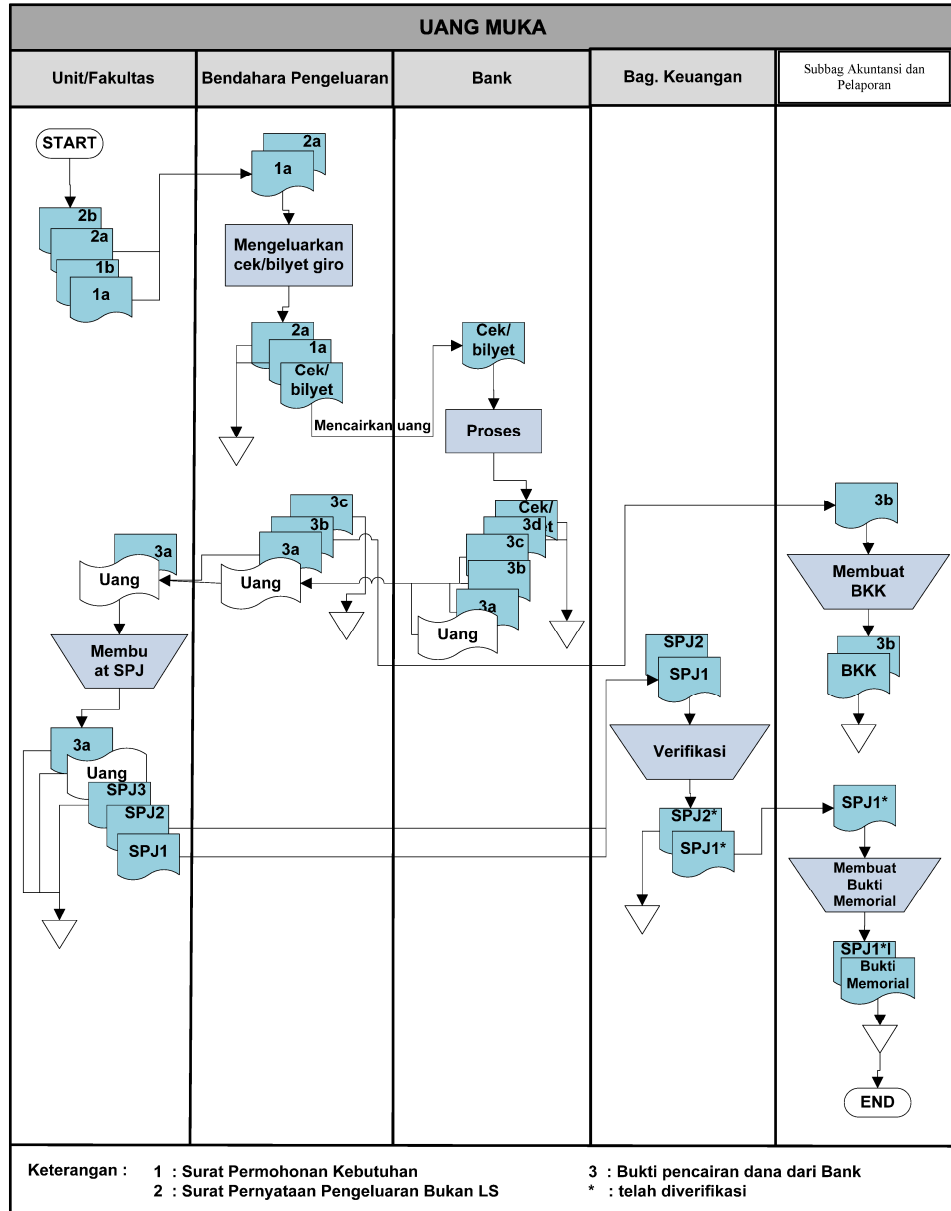 UANG MUKA
Unit/Fakultas
Bendahara Pengeluaran
Bank
Bag. Keuangan
Subbag Akuntansi dan
Pelaporan
START
2b
2a
1b
1a
2a
1a
Mengeluarkan
cek/bilyet giro
2a
1a
Cek/
bilyet
Mencairkan uang
Cek/
bilyet
Proses
Cek/
et
3d
3c
3b
3a
Uang
3c
3b
3a
Uang
3a
Uang
Membu
at SPJ
3a
Uang
SPJ3
SPJ2
SPJ1
SPJ2
SPJ1
Verifikasi
SPJ2*
SPJ1*
3b
Membuat
BKK
3b
BKK
SPJ1*
Membuat
Bukti
Memorial
SPJ1*I
Bukti
Memorial
END
Keterangan :
1 : Surat Permohonan Kebutuhan
2 : Surat Pernyataan Pengeluaran Bukan LS
3 : Bukti pencairan dana dari Bank
* : telah diverifikasi